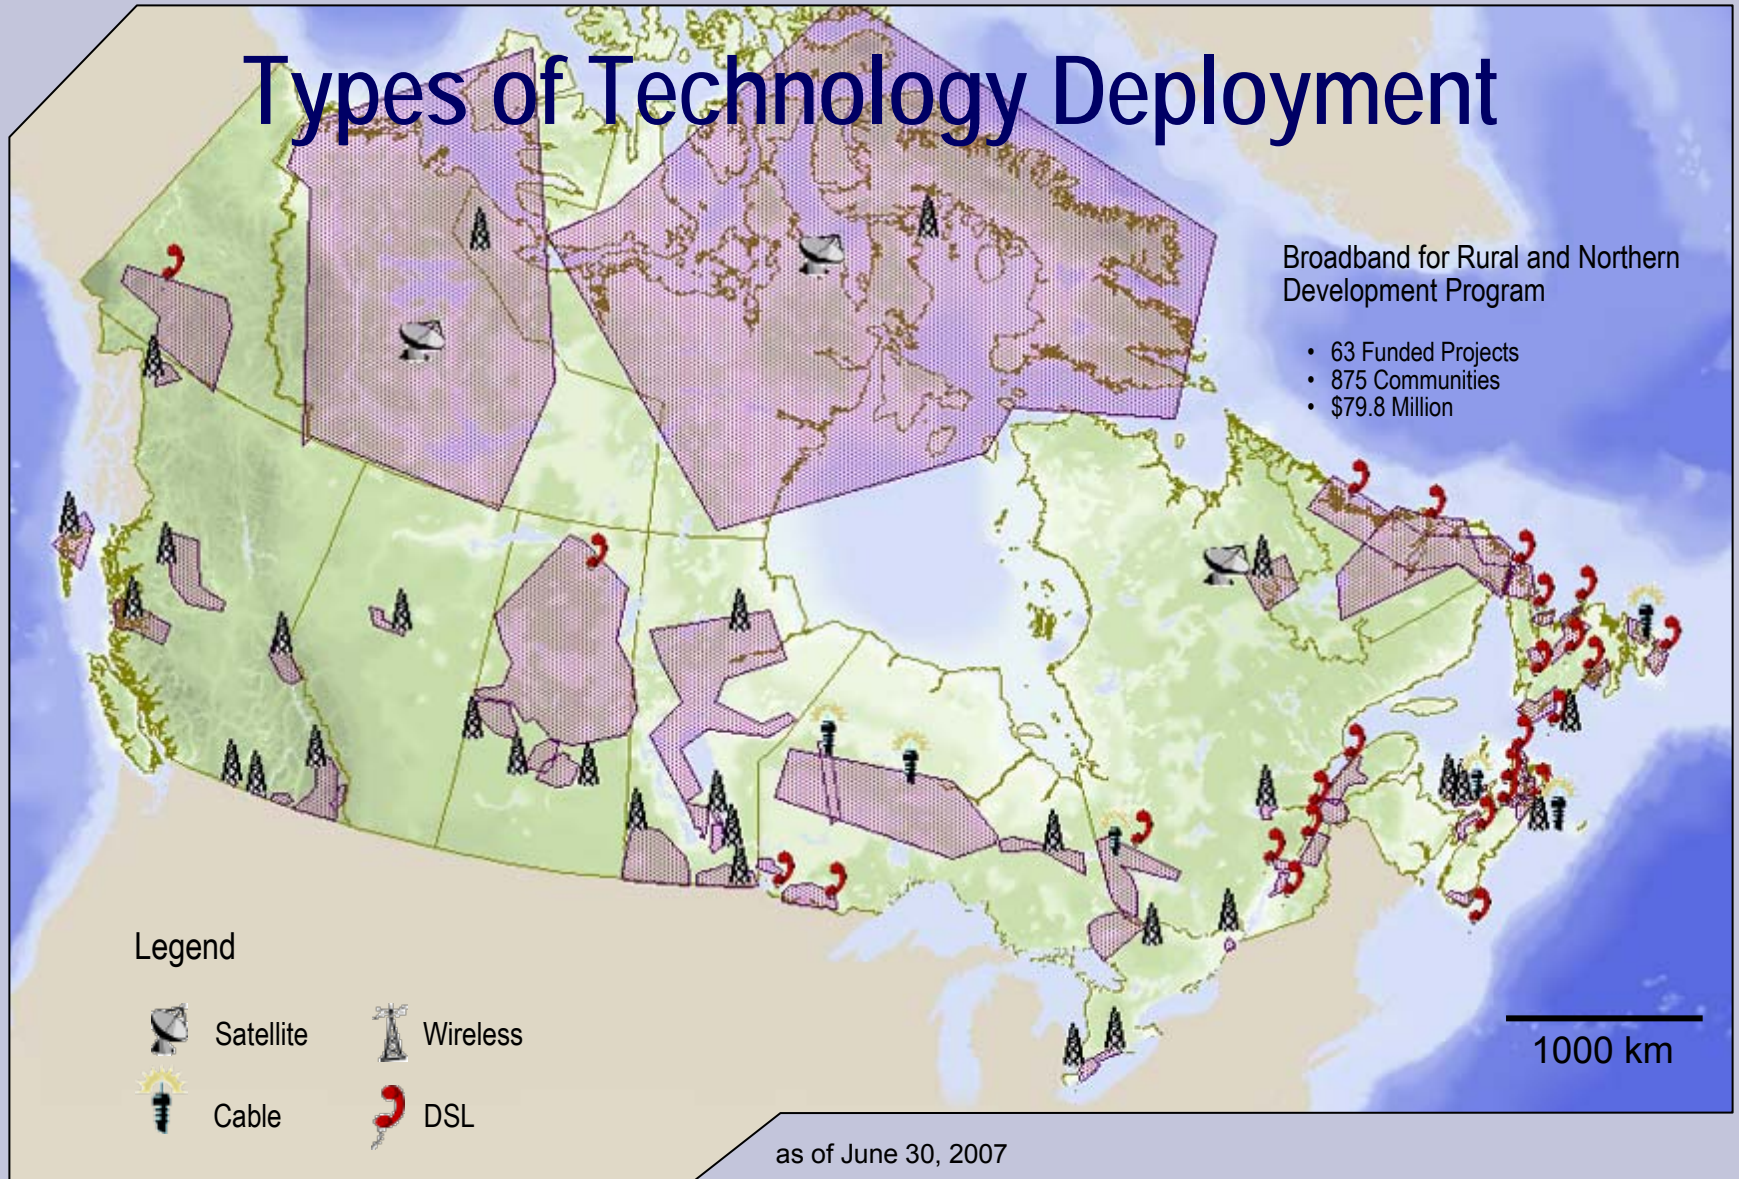 Types of Technology Deployment
Broadband for Rural and Northern
Development Program
• 63 Funded Projects
• 875 Communities
• $79.8 Million
Legend
Satellite
Wireless
Cable
DSL
1000 km
as of June 30, 2007